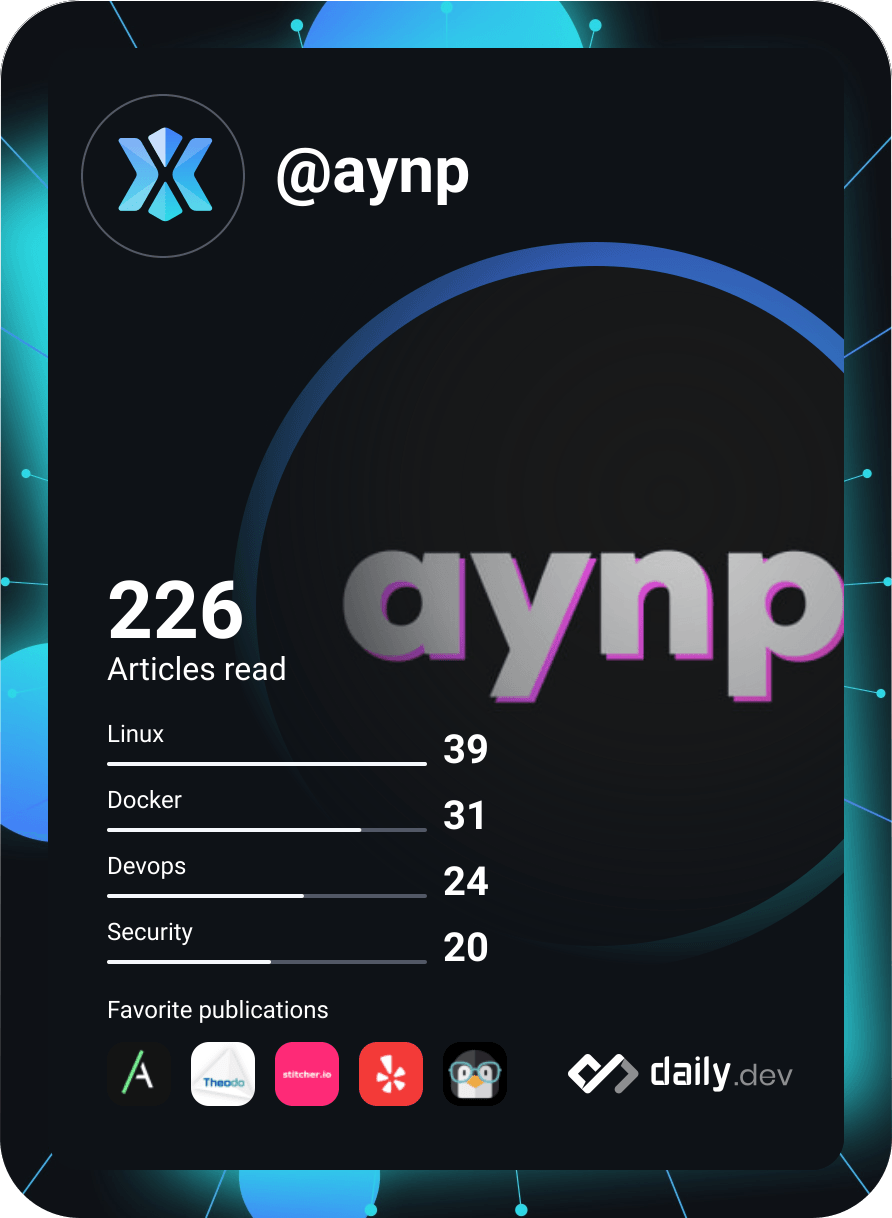 @aynp
aynp
226
Articles read
Linux
39
Docker
31
Devops
24
Security
20
Favorite publications
Theodo
stitcher.io
daily.dev